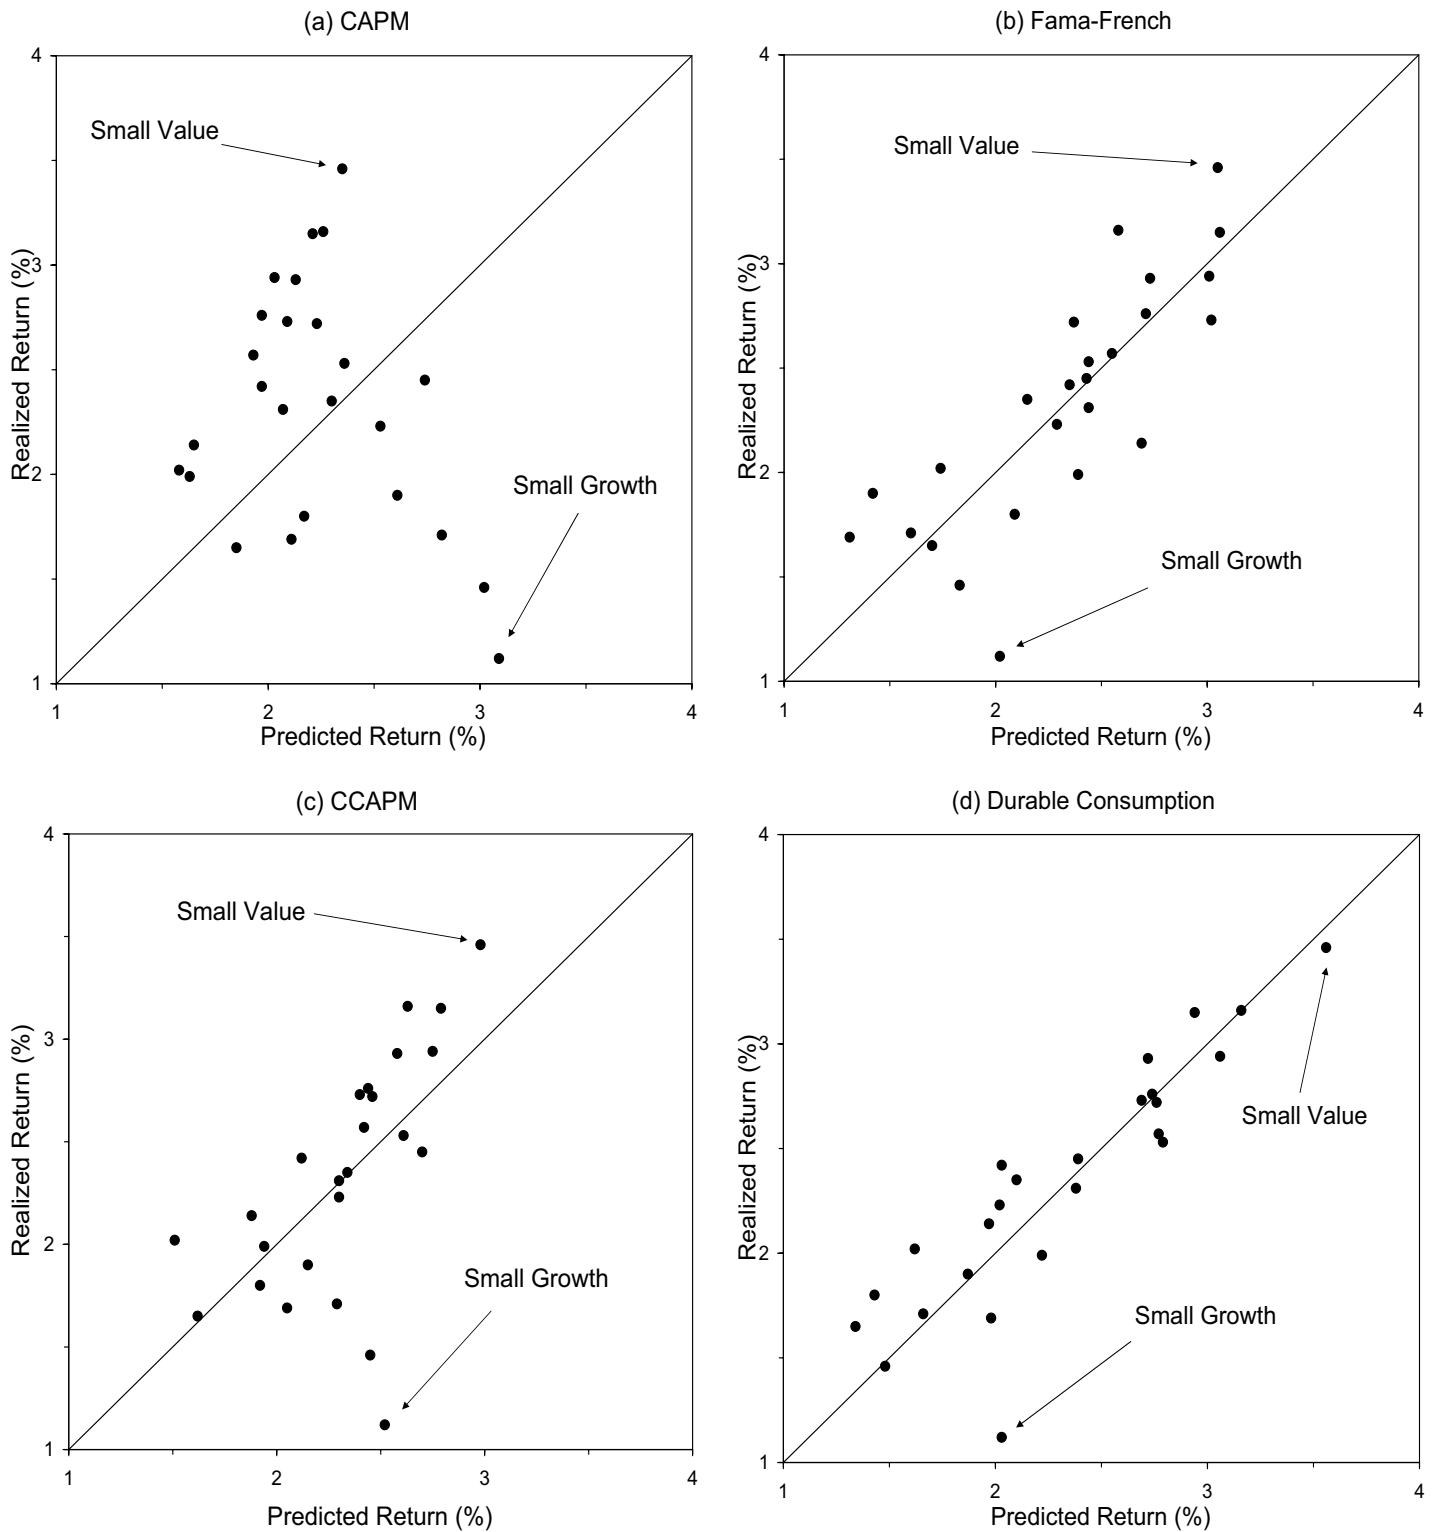 (a) CAPM
4
Small Value
3
Realized Return (%)
2
Small Growth
1
1 2 3 4
Predicted Return (%)
(b) Fama-French
4
Small Value
3
Realized Return (%)
2
Small Growth
1
1 2 3 4
Predicted Return (%)
(c) CCAPM
4
Small Value
3
Realized Return (%)
2
Small Growth
1
1 2 3 4
Predicted Return (%)
(d) Durable Consumption
4
3
Small Value
Realized Return (%)
2
Small Growth
1
1 2 3 4
Predicted Return (%)